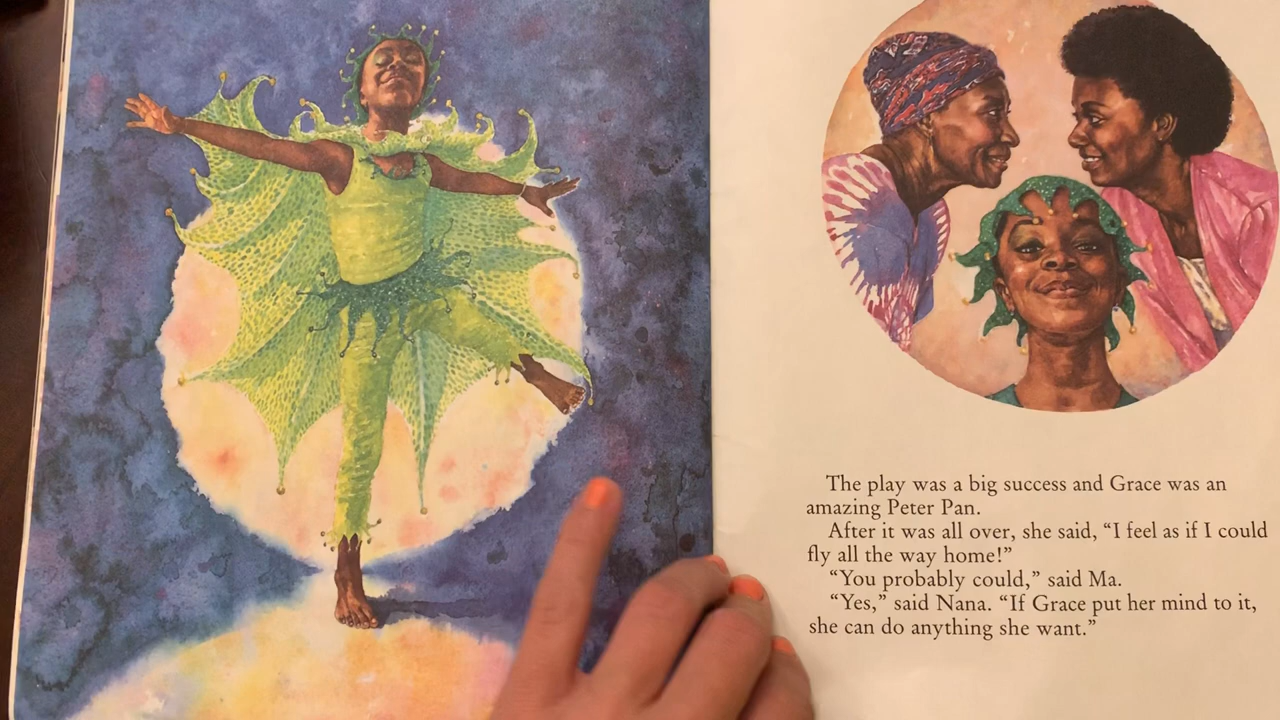 The play was a big success and Grace was an
amazing Peter Pan.
After it was all over, she said, “I feel as if I could
fly all the way home!”
“You probably could,” said Ma.
“Yes,” said Nana. “If Grace put her mind to it,
she can do anything she want.”